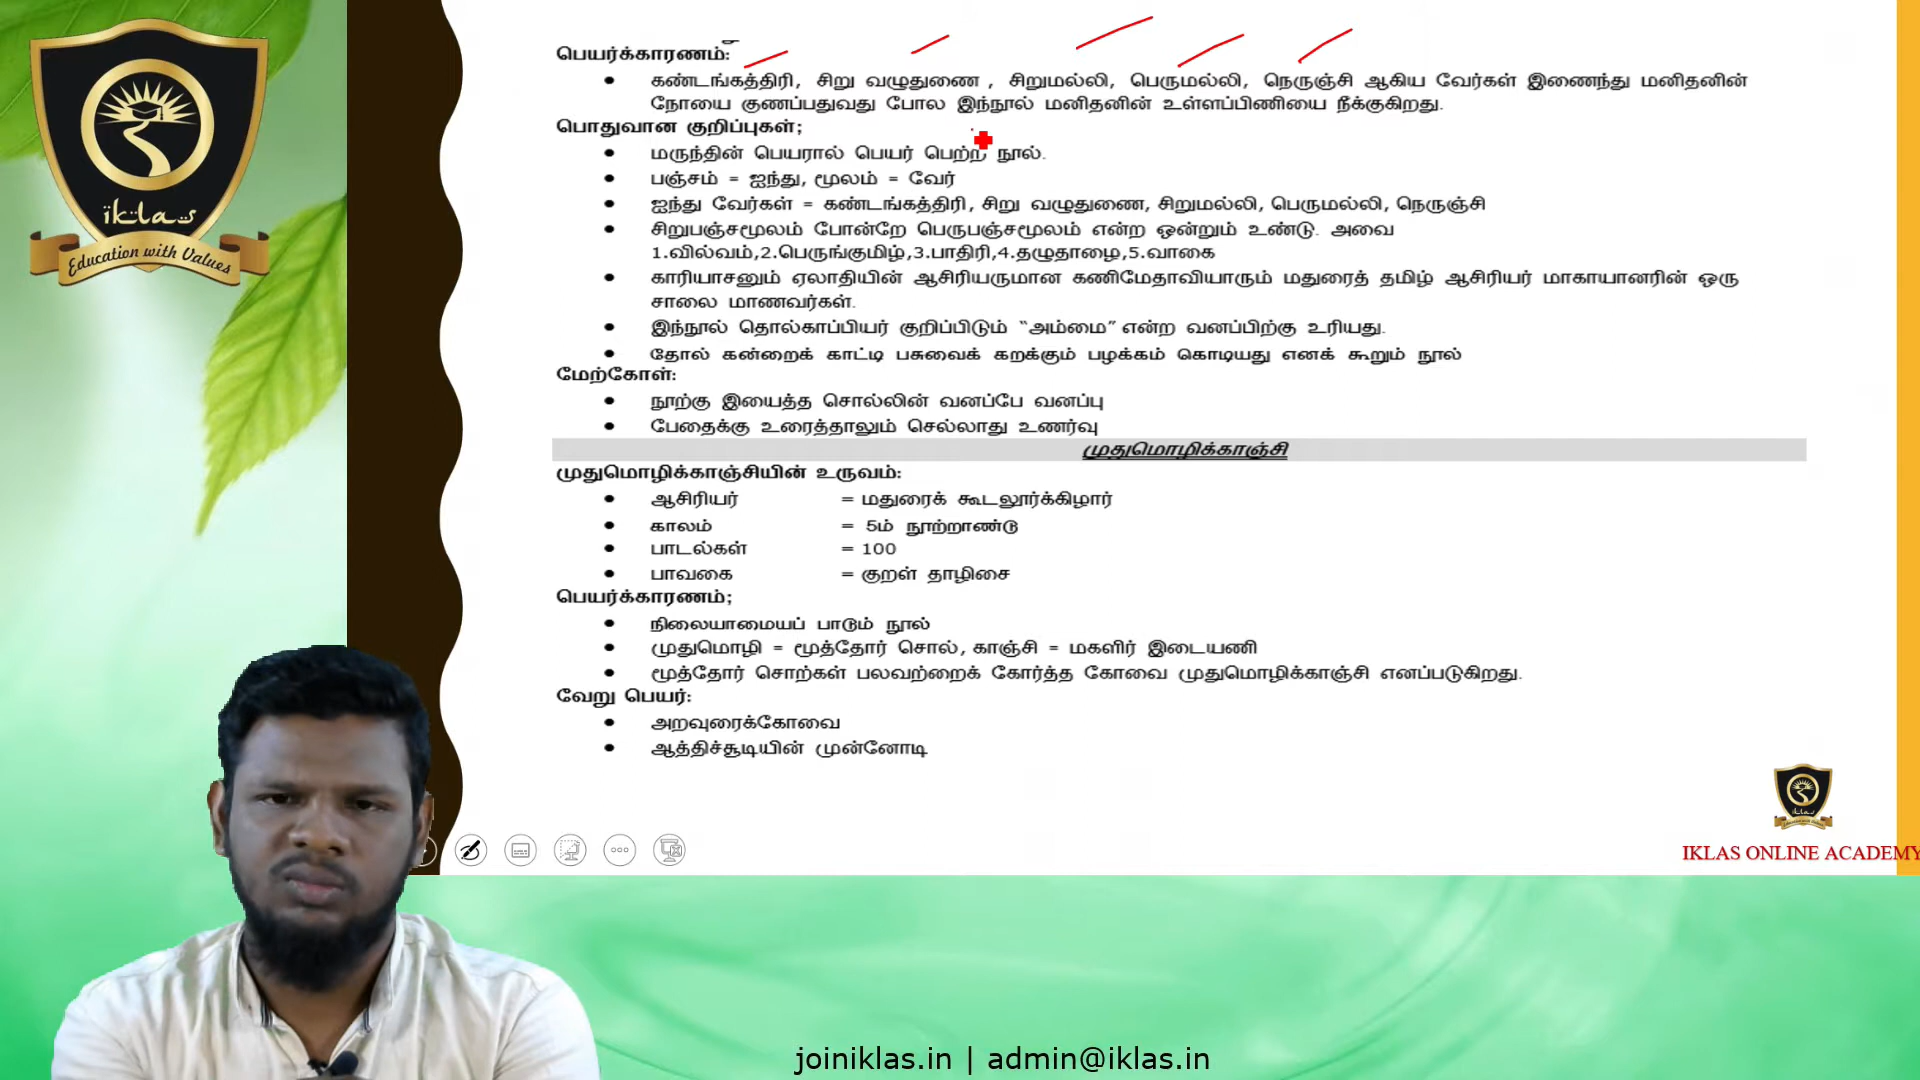 iklas
Education with Values
பெயர்க்காரணம்:
● கண்டங்கத்திரி, சிறு வழுதுணை , சிறுமல்லி, பெருமல்லி, நெருஞ்சி ஆகிய வேர்கள் இணைந்து மனிதனின்
நோயை குணப்பதுவது போல இந்நூல் மனிதனின் உள்ளப்பிணியை நீக்குகிறது.
பொதுவான குறிப்புகள்;
● மருந்தின் பெயரால் பெயர் பெற்ற நூல்.
● பஞ்சம் = ஐந்து, மூலம் = வேர்
● ஐந்து வேர்கள் = கண்டங்கத்திரி, சிறு வழுதுணை, சிறுமல்லி, பெருமல்லி, நெருஞ்சி
● சிறுபஞ்சமூலம் போன்றே பெருபஞ்சமூலம் என்ற ஒன்றும் உண்டு. அவை
1.வில்வம்,2.பெருங்குமிழ்,3.பாதிரி,4.தழுதாழை,5.வாகை
● காரியாசனும் ஏலாதியின் ஆசிரியருமான கணிமேதாவியாரும் மதுரைத் தமிழ் ஆசிரியர் மாகாயானரின் ஒரு
சாலை மாணவர்கள்.
● இந்நூல் தொல்காப்பியர் குறிப்பிடும் “அம்மை” என்ற வனப்பிற்கு உரியது.
● தோல் கன்றைக் காட்டி பசுவைக் கறக்கும் பழக்கம் கொடியது எனக் கூறும் நூல்
மேற்கோள்:
● நூற்கு இயைத்த சொல்லின் வனப்பே வனப்பு
● பேதைக்கு உரைத்தாலும் செல்லாது உணர்வு
முதுமொழிக்காஞ்சி
முதுமொழிக்காஞ்சியின் உருவம்:
● ஆசிரியர் = மதுரைக் கூடலூர்க்கிழார்
● காலம் = 5ம் நூற்றாண்டு
● பாடல்கள் = 100
● பாவகை = குறள் தாழிசை
பெயர்க்காரணம்;
● நிலையாமையப் பாடும் நூல்
● முதுமொழி = மூத்தோர் சொல், காஞ்சி = மகளிர் இடையணி
● மூத்தோர் சொற்கள் பலவற்றைக் கோர்த்த கோவை முதுமொழிக்காஞ்சி எனப்படுகிறது.
வேறு பெயர்:
● அறவுரைக்கோவை
● ஆத்திச்சூடியின் முன்னோடி
IKLAS ONLINE ACADEMY
joiniklas.in | admin@iklas.in